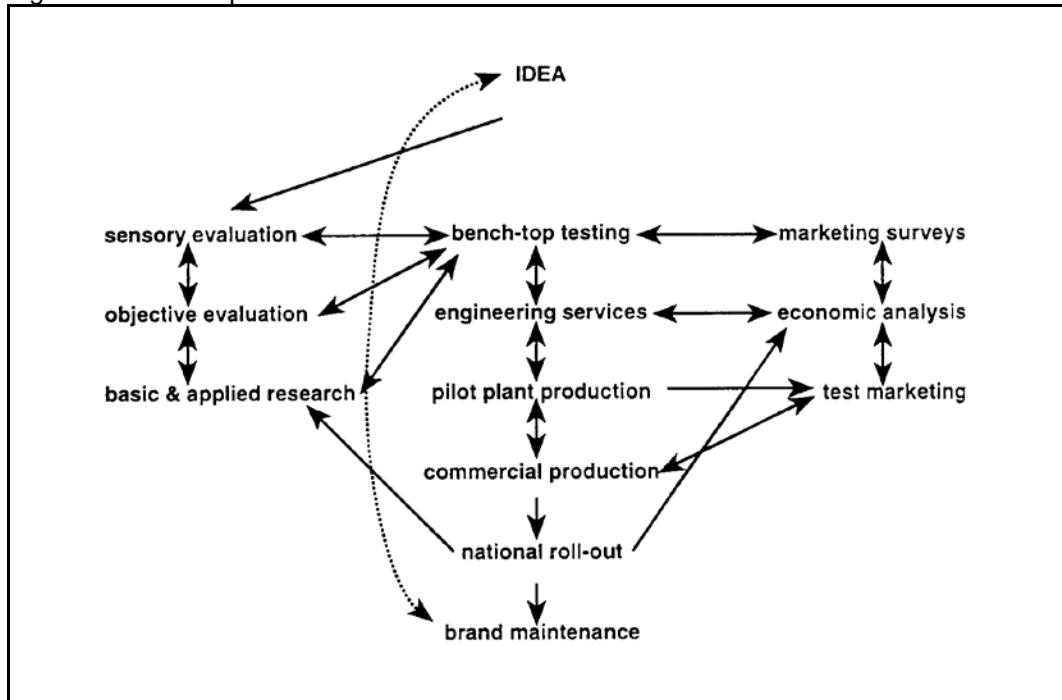 IDEA
sensory evaluation
bench-top testing
marketing surveys
objective evaluation
engineering services
economic analysis
basic & applied research
pilot plant production
test marketing
commercial production
national roll-out
brand maintenance